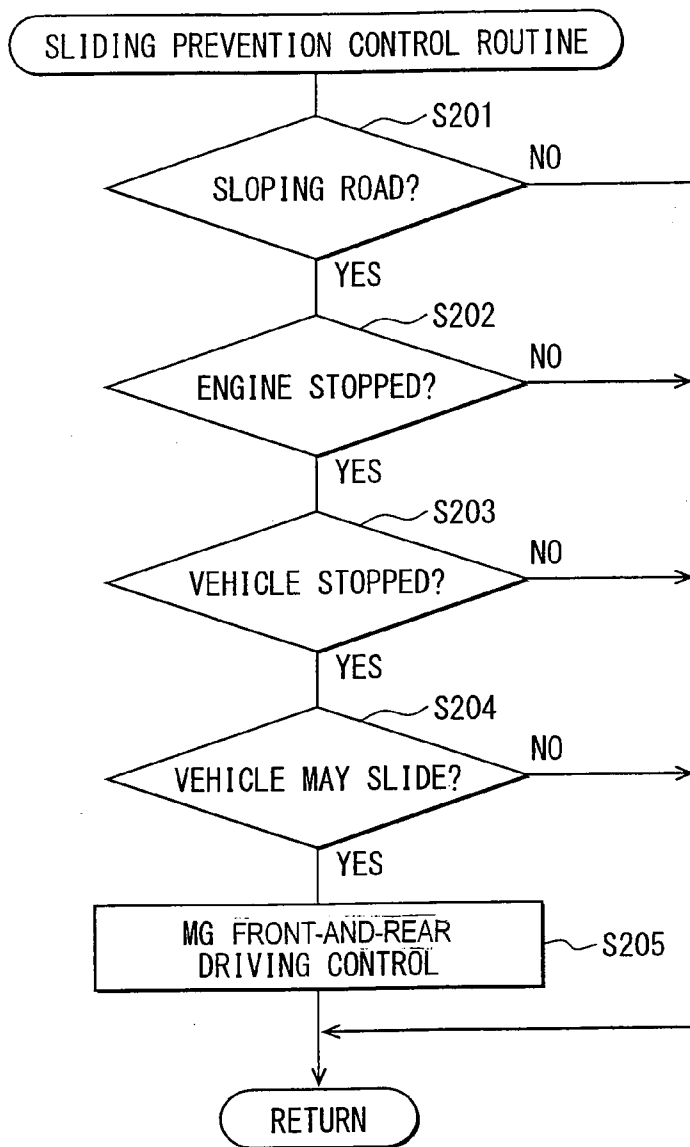 SLIDING PREVENTION CONTROL ROUTINE
S201
SLOPING ROAD?
NO
YES
S202
ENGINE STOPPED?
NO
YES
S203
VEHICLE STOPPED?
NO
YES
S204
VEHICLE MAY SLIDE?
NO
YES
MG FRONT-AND-REAR
DRIVING CONTROL
S205
RETURN